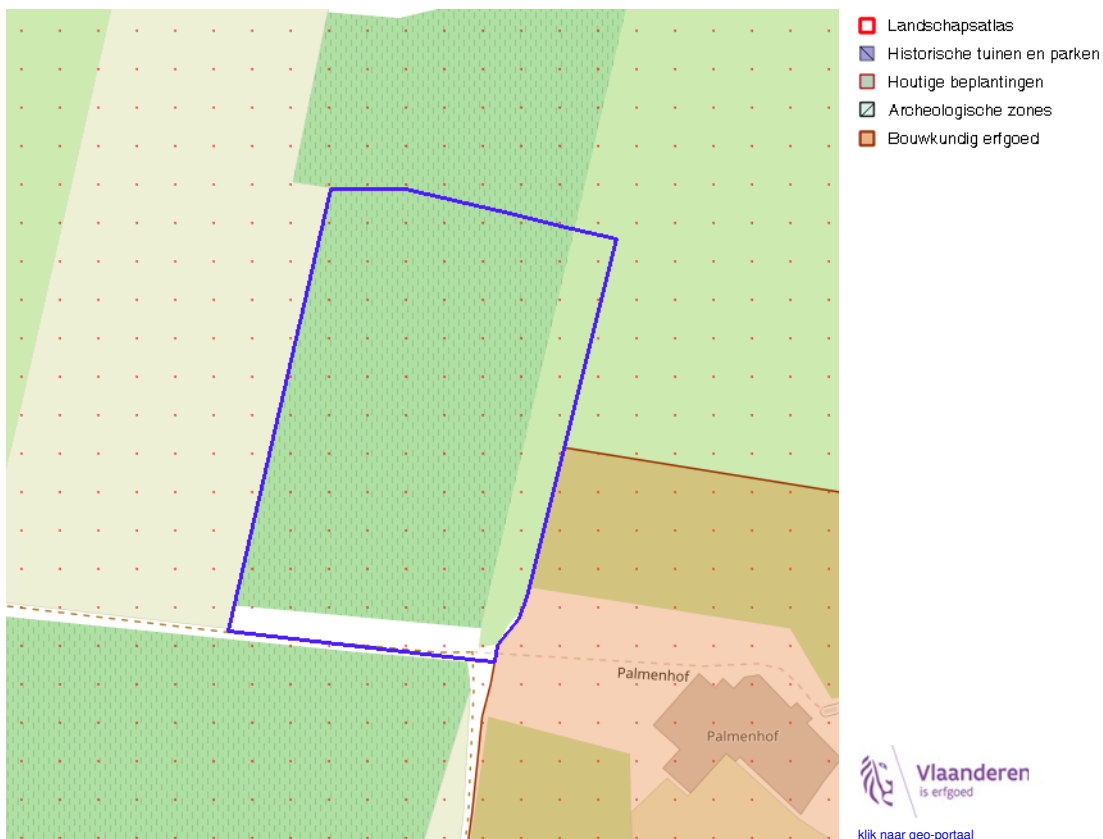 Landschapsatlas
Historische tuinen en parken
Houtige beplantingen
Archeologische zones
Bouwkundig erfgoed
Palmenhof
Palmenhof
Vlaanderen
is erfgoed
klik naar geo-portaal